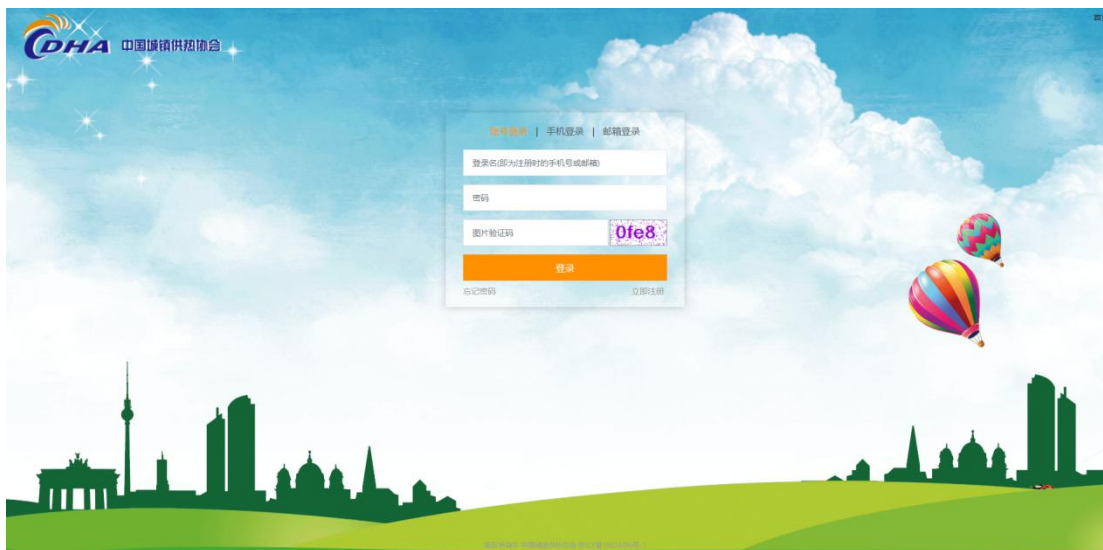 CDHA 中国城镇供热协会
账号登录 | 手机登录 | 邮箱登录
登录名(即为注册时的手机号或邮箱)
密码
图片验证码 0fe8
登录
忘记密码 立即注册